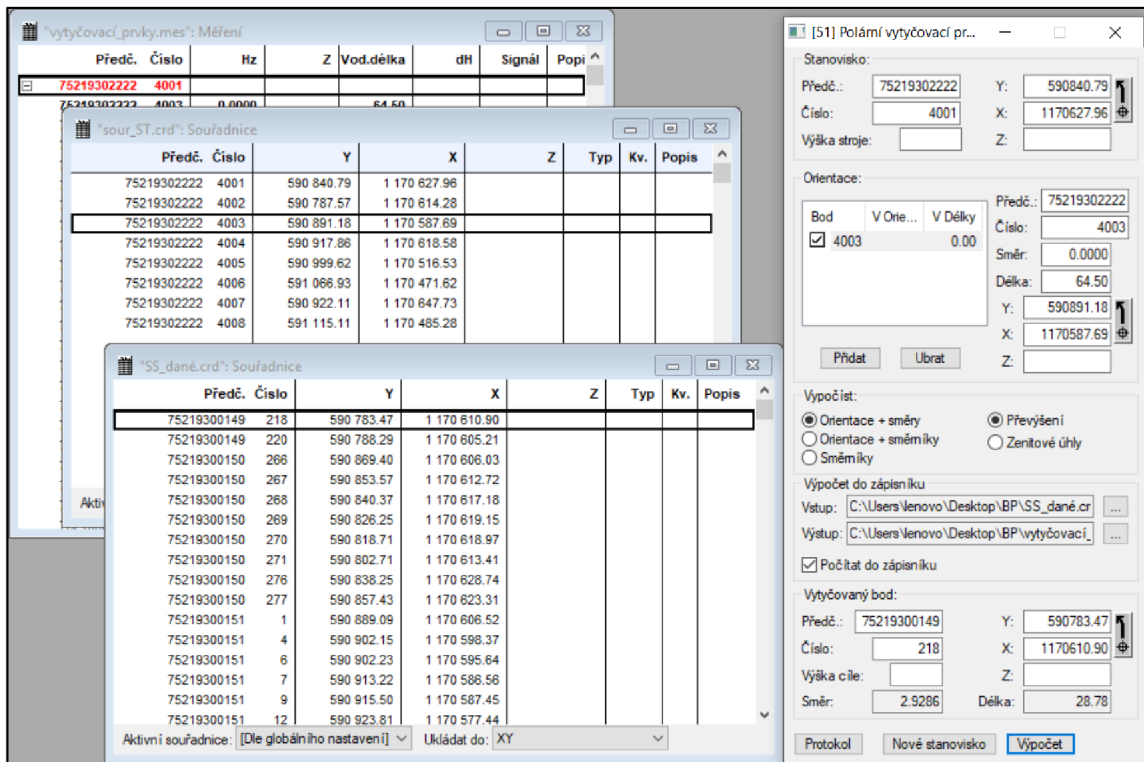 "vytyčovací_prvky.mes": Měření
Předč. Číslo Hz Z Vod.délka dH Signál Popi
75219302222 4001
75219302222 4003 0.0000 64.50
"sour_ST.crd": Souřadnice
Předč. Číslo Y X Z Typ Kv. Popis
75219302222 4001 590 840.79 1 170 627.96
75219302222 4002 590 787.57 1 170 614.28
75219302222 4003 590 891.18 1 170 587.69
75219302222 4004 590 917.86 1 170 618.58
75219302222 4005 590 999.62 1 170 516.53
75219302222 4006 591 066.93 1 170 471.62
75219302222 4007 590 922.11 1 170 647.73
75219302222 4008 591 115.11 1 170 485.28
"SS_dané.crd": Souřadnice
Předč. Číslo Y X Z Typ Kv. Popis
75219300149 218 590 783.47 1 170 610.90
75219300149 220 590 788.29 1 170 605.21
75219300150 266 590 869.40 1 170 606.03
75219300150 267 590 853.57 1 170 612.72
75219300150 268 590 840.37 1 170 617.18
75219300150 269 590 826.25 1 170 619.15
75219300150 270 590 818.71 1 170 618.97
75219300150 271 590 802.71 1 170 613.41
75219300150 276 590 838.25 1 170 628.74
75219300150 277 590 857.43 1 170 623.31
75219300151 1 590 889.09 1 170 606.52
75219300151 4 590 902.15 1 170 598.37
75219300151 6 590 902.23 1 170 595.64
75219300151 7 590 913.22 1 170 586.56
75219300151 9 590 915.50 1 170 587.45
75219300151 12 590 923.81 1 170 577.44
Aktivní souřadnice: [Dle globálního nastavení] Ukládat do: XY
[51] Polární vytyčovací pr...
Stanovisko:
Předč.: 75219302222 Y: 590840.79
Číslo: 4001 X: 1170627.96
Výška stroje: Z:
Orientace:
Bod V Orie... V Délky
4003 0.00
Předč.: 75219302222
Číslo: 4003
Směr: 0.0000
Délka: 64.50
Y: 590891.18
X: 1170587.69
Z:
Přidat Ubrat
Vypočíst:
Orientace + směry Převýšení
Orientace + směrníky Zenitové úhly
Směrníky
Výpočet do zápisníku
Vstup: C:\Users\lenovo\Desktop\BP\SS_dané.cr ...
Výstup: C:\Users\lenovo\Desktop\BP\vytyčovací_ ...
Počítat do zápisníku
Vytyčovaný bod:
Předč.: 75219300149 Y: 590783.47
Číslo: 218 X: 1170610.90
Výška cíle: Z:
Směr: 2.9286 Délka: 28.78
Protokol Nové stanovisko Výpočet